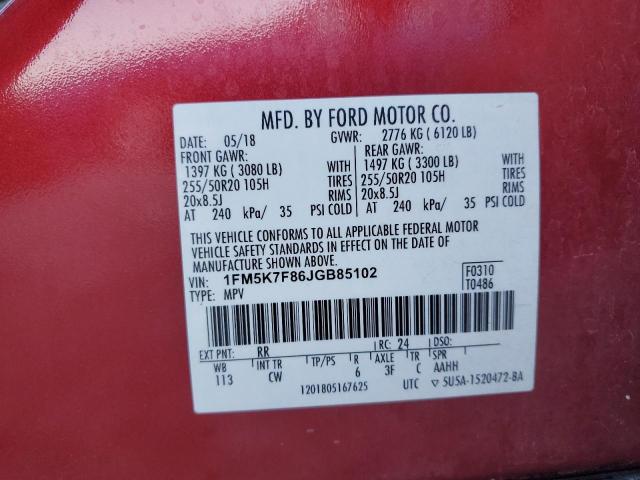 MFD. BY FORD MOTOR CO.
DATE: 05/18 GVWR: 2776 KG ( 6120 LB)
FRONT GAWR: REAR GAWR:
1397 KG ( 3080 LB) WITH 1497 KG ( 3300 LB) WITH
255/50R20 105H TIRES 255/50R20 105H TIRES
20x8.5J RIMS 20x8.5J RIMS
AT 240 kPa/ 35 PSI COLD AT 240 kPa/ 35 PSI COLD
THIS VEHICLE CONFORMS TO ALL APPLICABLE FEDERAL MOTOR
VEHICLE SAFETY STANDARDS IN EFFECT ON THE DATE OF
MANUFACTURE SHOWN ABOVE.
VIN: 1FM5K7F86JGB85102 F0310
TYPE: MPV T0486
EXT PNT: RR RC: 24 DSO:
WB INT TR TP/PS R AXLE TR SPR
113 CW 6 3F C AAHH
1201805167625 UTC ▽ 5U5A-1520472-BA